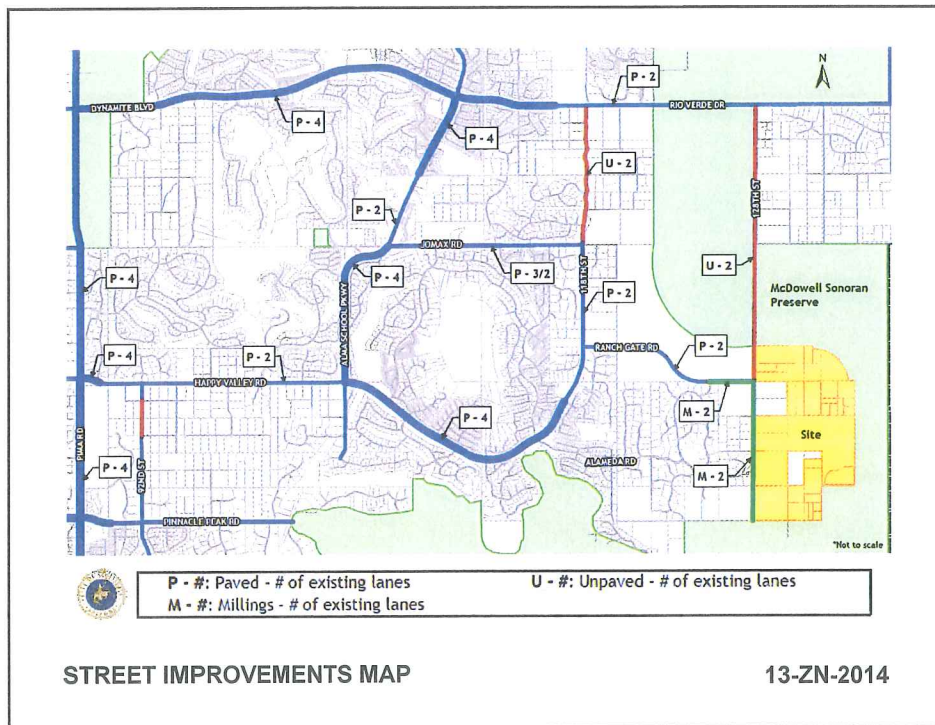 N
P - 2
DYNAMITE BLVD
RIO VERDE DR
P - 4
P - 4
U - 2
128TH ST
P - 2
JOMAX RD
P - 4
P - 3/2
U - 2
118TH ST
McDowell Sonoran
Preserve
P - 4
ALMA SCHOOL PKWY
P - 2
P - 4
P - 2
RANCH GATE RD
P - 2
HAPPY VALLEY RD
M - 2
P - 4
Site
PIMA RD
92ND ST
ALAMEDA RD
P - 4
M - 2
PINNACLE PEAK RD
*Not to scale
P - #: Paved - # of existing lanes
U - #: Unpaved - # of existing lanes
M - #: Millings - # of existing lanes
STREET IMPROVEMENTS MAP
13-ZN-2014